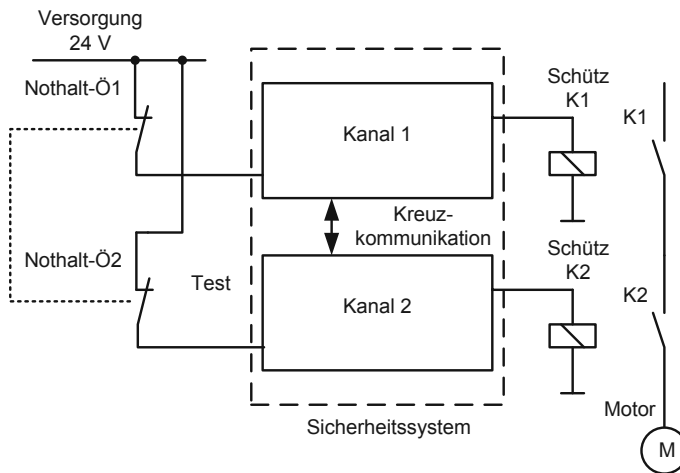 Versorgung
24 V
Nothalt-Ö1
Schütz
K1
K1
Kanal 1
Kreuz-
kommunikation
Nothalt-Ö2
Test
Schütz
K2
K2
Kanal 2
Motor
M
Sicherheitssystem